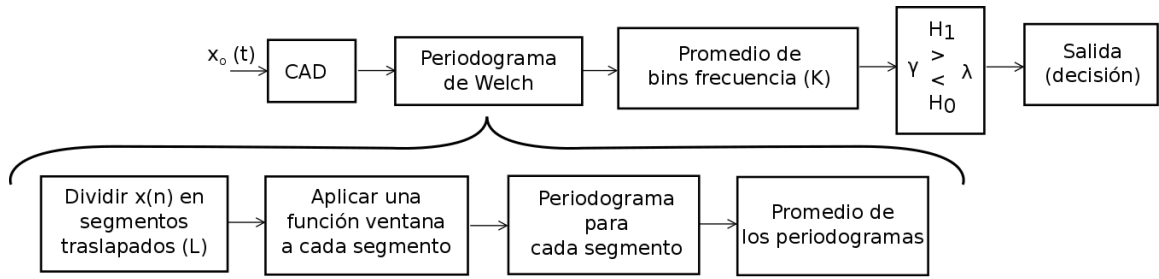 xₒ (t)
CAD
Periodograma
de Welch
Promedio de
bins frecuencia (K)
H1
>
γ λ
<
H0
Salida
(decisión)
Dividir x(n) en
segmentos
traslapados (L)
Aplicar una
función ventana
a cada segmento
Periodograma
para
cada segmento
Promedio de
los periodogramas